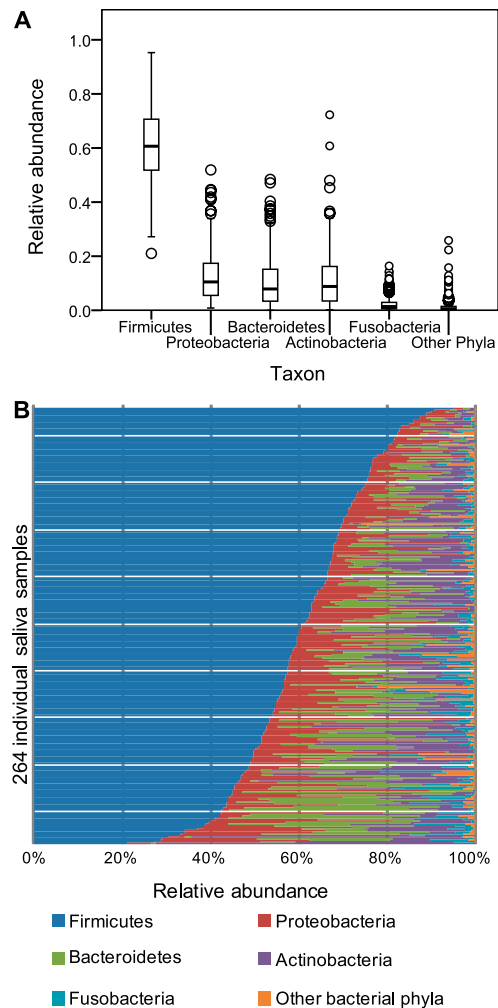 A
Relative abundance
1.0
0.8
0.6
0.4
0.2
0.0
Firmicutes
Bacteroidetes
Fusobacteria
Proteobacteria
Actinobacteria
Other Phyla
Taxon
B
264 individual saliva samples
0%
20%
40%
60%
80%
100%
Relative abundance
Firmicutes
Proteobacteria
Bacteroidetes
Actinobacteria
Fusobacteria
Other bacterial phyla